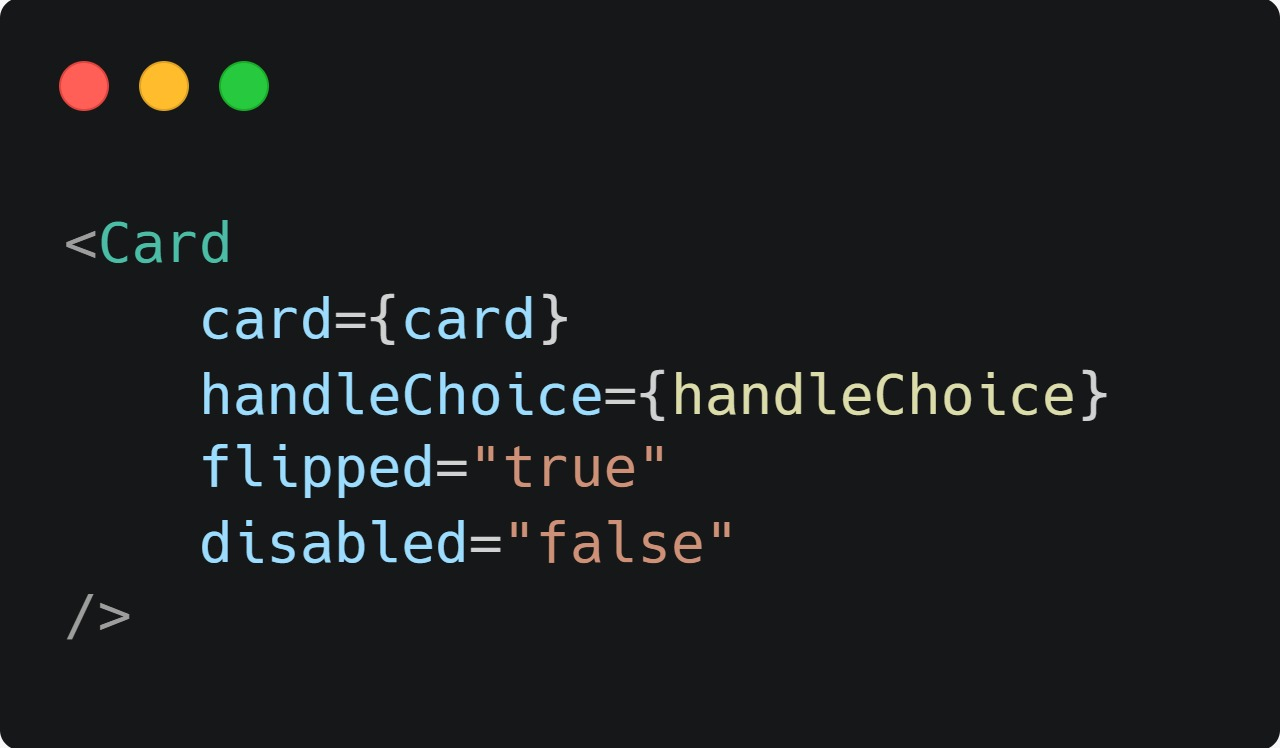 <Card
    card={card}
    handleChoice={handleChoice}
    flipped="true"
    disabled="false"
/>